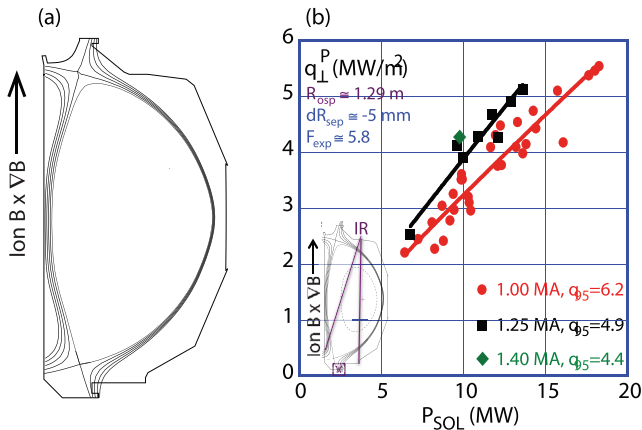 (a)
Ion B x ∇B
(b)
6
5
4
3
2
1
0
q⊥P (MW/m²)
Rosp ≃ 1.29 m
dRsep ≅ -5 mm
Fexp ≃ 5.8
IR
Ion B x ∇B
1.00 MA, q95=6.2
1.25 MA, q95=4.9
1.40 MA, q95=4.4
0 5 10 15 20
PSOL (MW)